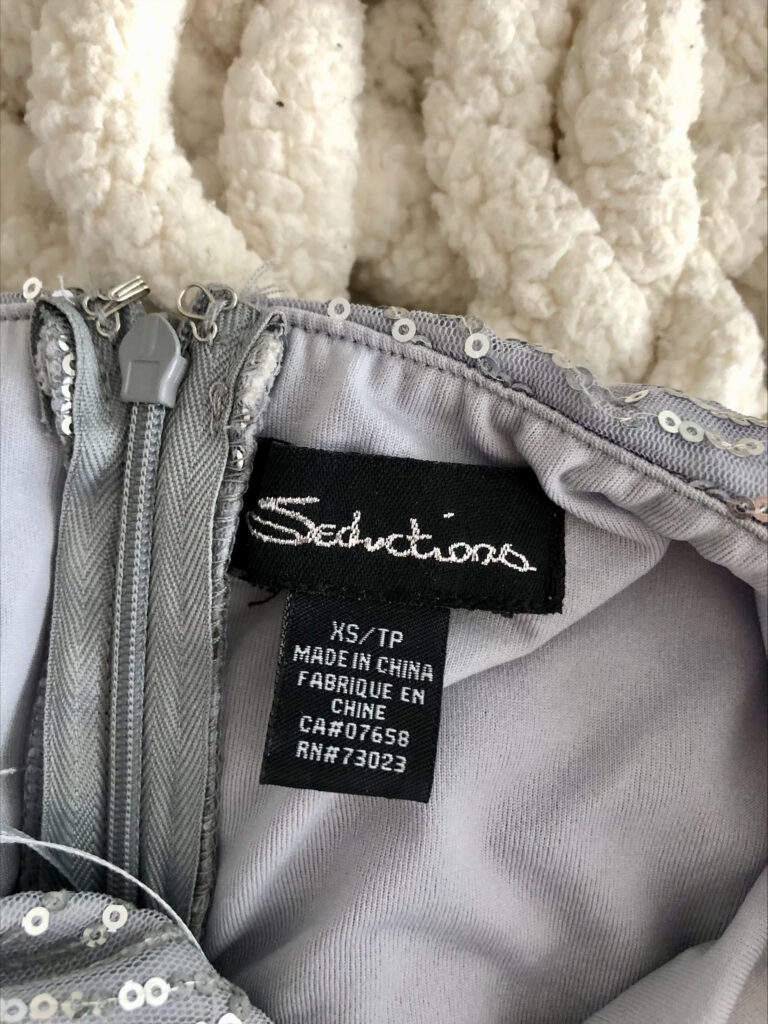 Seductions
XS/TP
MADE IN CHINA
FABRIQUE EN
CHINE
CA#07658
RN#73023